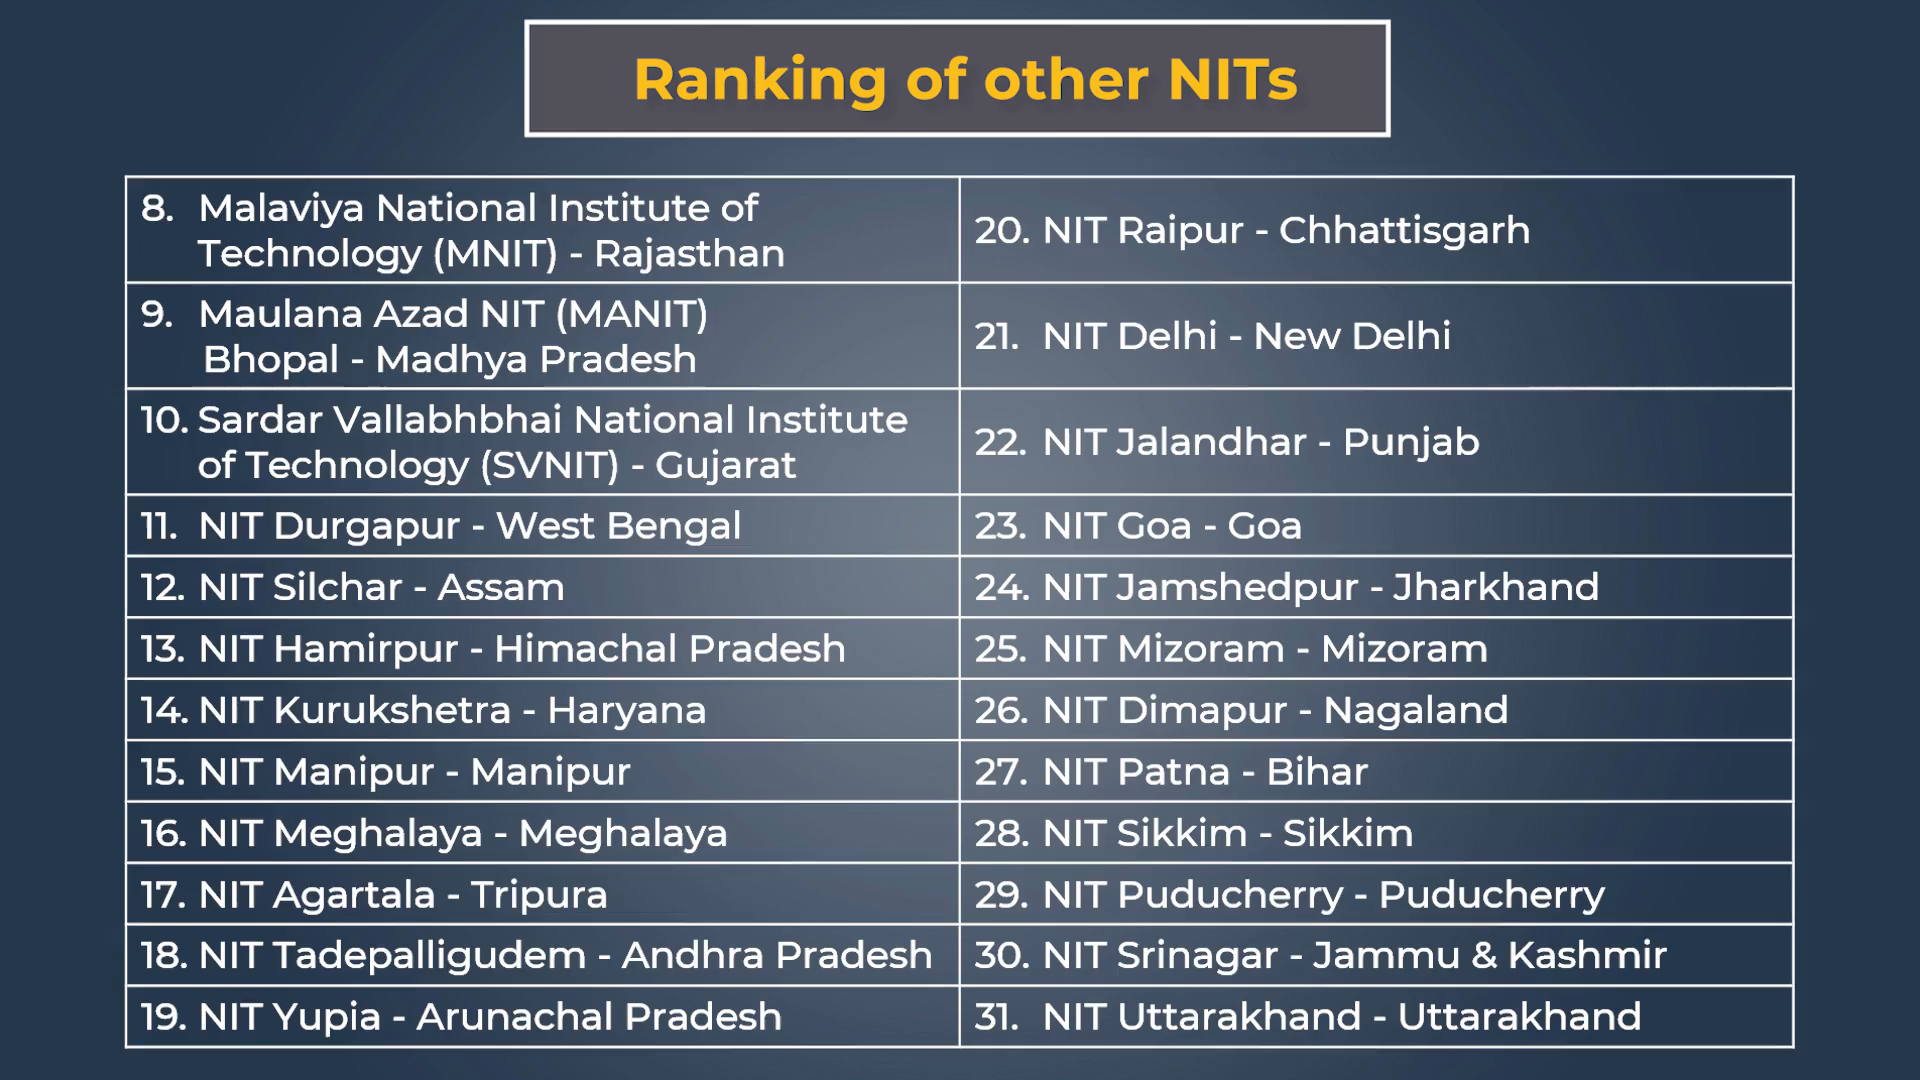 Ranking of other NITs
8. Malaviya National Institute of
Technology (MNIT) - Rajasthan
9. Maulana Azad NIT (MANIT)
Bhopal - Madhya Pradesh
10. Sardar Vallabhbhai National Institute
of Technology (SVNIT) - Gujarat
11. NIT Durgapur - West Bengal
12. NIT Silchar - Assam
13. NIT Hamirpur - Himachal Pradesh
14. NIT Kurukshetra - Haryana
15. NIT Manipur - Manipur
16. NIT Meghalaya - Meghalaya
17. NIT Agartala - Tripura
18. NIT Tadepalligudem - Andhra Pradesh
19. NIT Yupia - Arunachal Pradesh
20. NIT Raipur - Chhattisgarh
21. NIT Delhi - New Delhi
22. NIT Jalandhar - Punjab
23. NIT Goa - Goa
24. NIT Jamshedpur - Jharkhand
25. NIT Mizoram - Mizoram
26. NIT Dimapur - Nagaland
27. NIT Patna - Bihar
28. NIT Sikkim - Sikkim
29. NIT Puducherry - Puducherry
30. NIT Srinagar - Jammu & Kashmir
31. NIT Uttarakhand - Uttarakhand